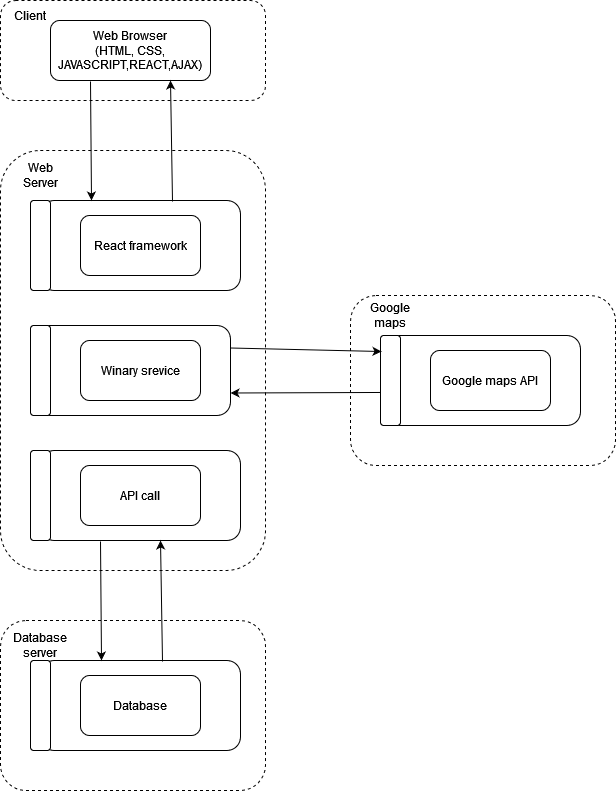 Client
Web Browser
(HTML, CSS,
JAVASCRIPT,REACT,AJAX)
Web
Server
React framework
Google
maps
Winary srevice
Google maps API
API call
Database
server
Database